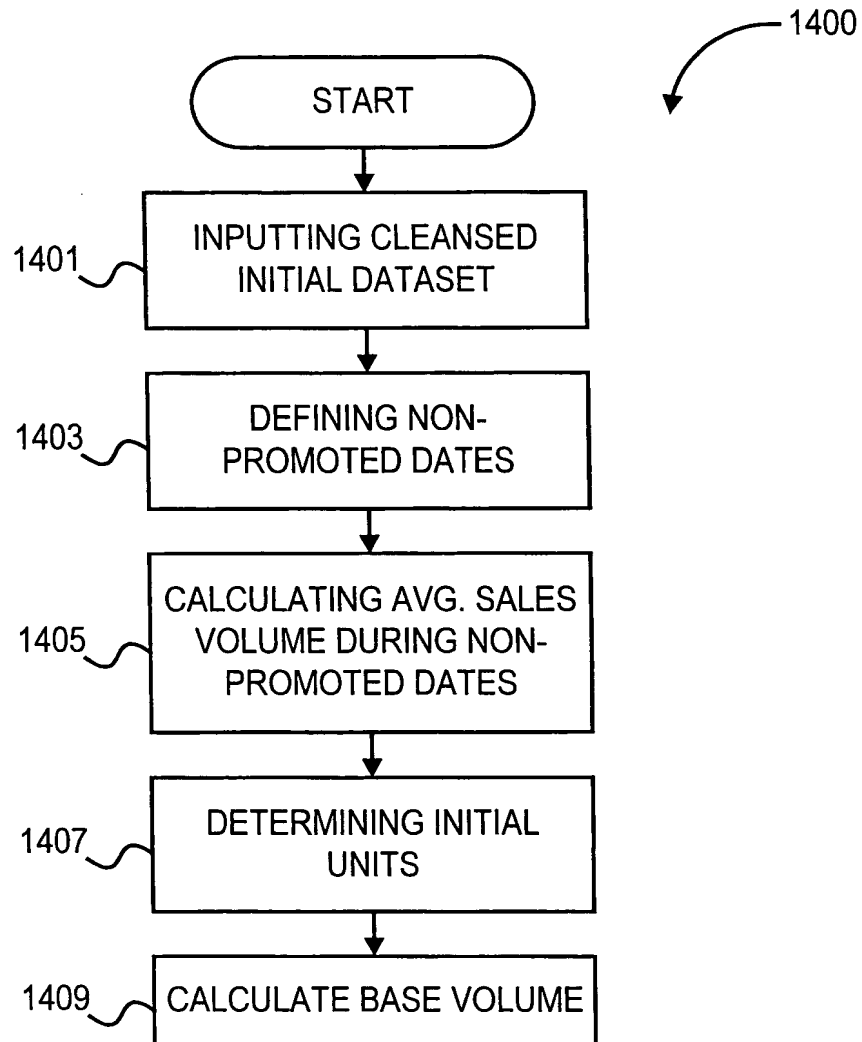 1400
START
1401
INPUTTING CLEANSED
INITIAL DATASET
1403
DEFINING NON-
PROMOTED DATES
1405
CALCULATING AVG. SALES
VOLUME DURING NON-
PROMOTED DATES
1407
DETERMINING INITIAL
UNITS
1409
CALCULATE BASE VOLUME